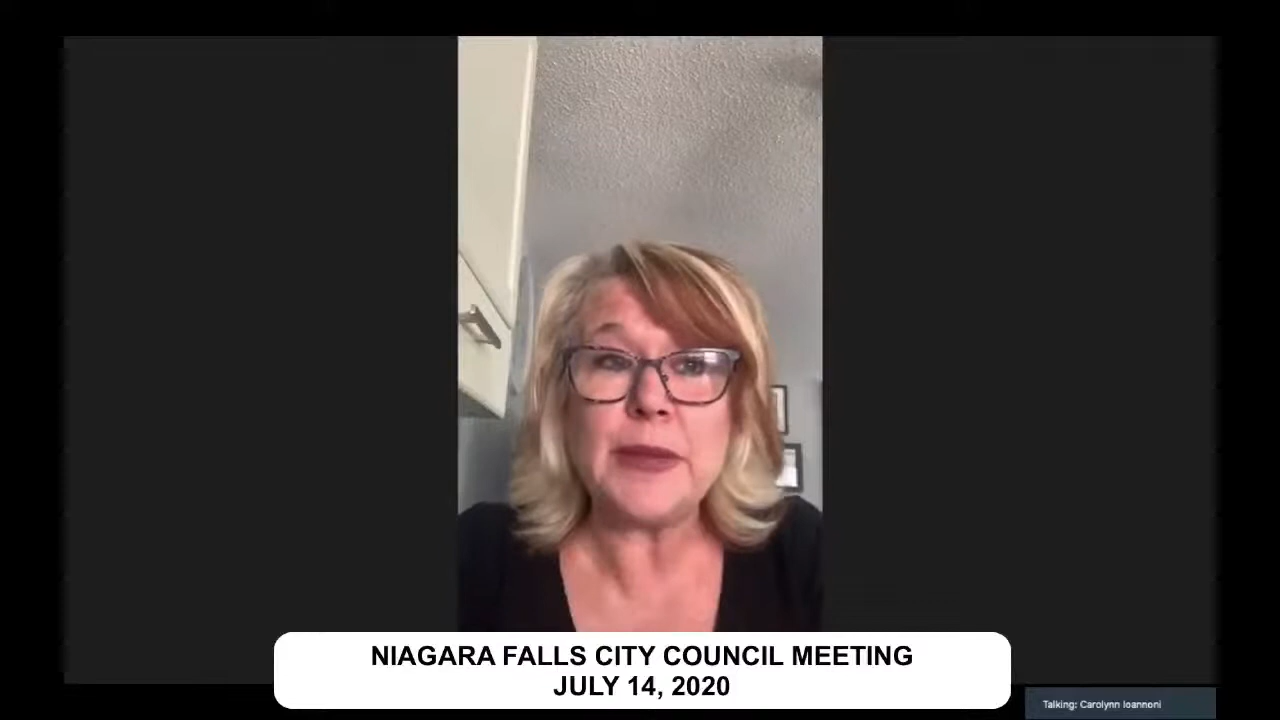 NIAGARA FALLS CITY COUNCIL MEETING
JULY 14, 2020
Talking: Carolynn Ioannoni